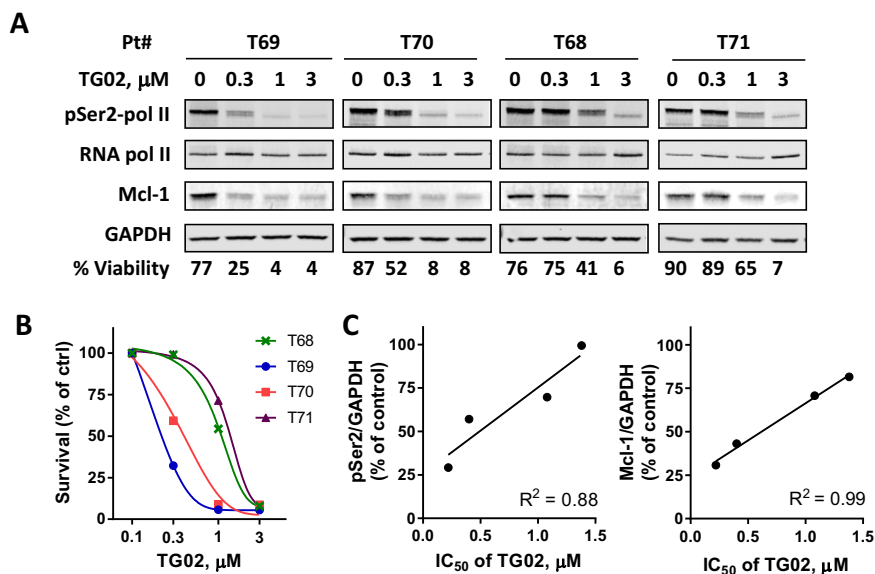 A
Pt# T69 T70 T68 T71
TG02, μM 0 0.3 1 3 0 0.3 1 3 0 0.3 1 3 0 0.3 1 3
pSer2-pol II
RNA pol II
Mcl-1
GAPDH
% Viability 77 25 4 4 87 52 8 8 76 75 41 6 90 89 65 7
B
Survival (% of ctrl)
100
75
50
25
0
0.1 0.3 1 3
TG02, μM
T68
T69
T70
T71
C
pSer2/GAPDH
(% of control)
100
75
50
25
0
R² = 0.88
0.0 0.5 1.0 1.5
IC₅₀ of TG02, μM
Mcl-1/GAPDH
(% of control)
100
75
50
25
0
R² = 0.99
0.0 0.5 1.0 1.5
IC₅₀ of TG02, μM